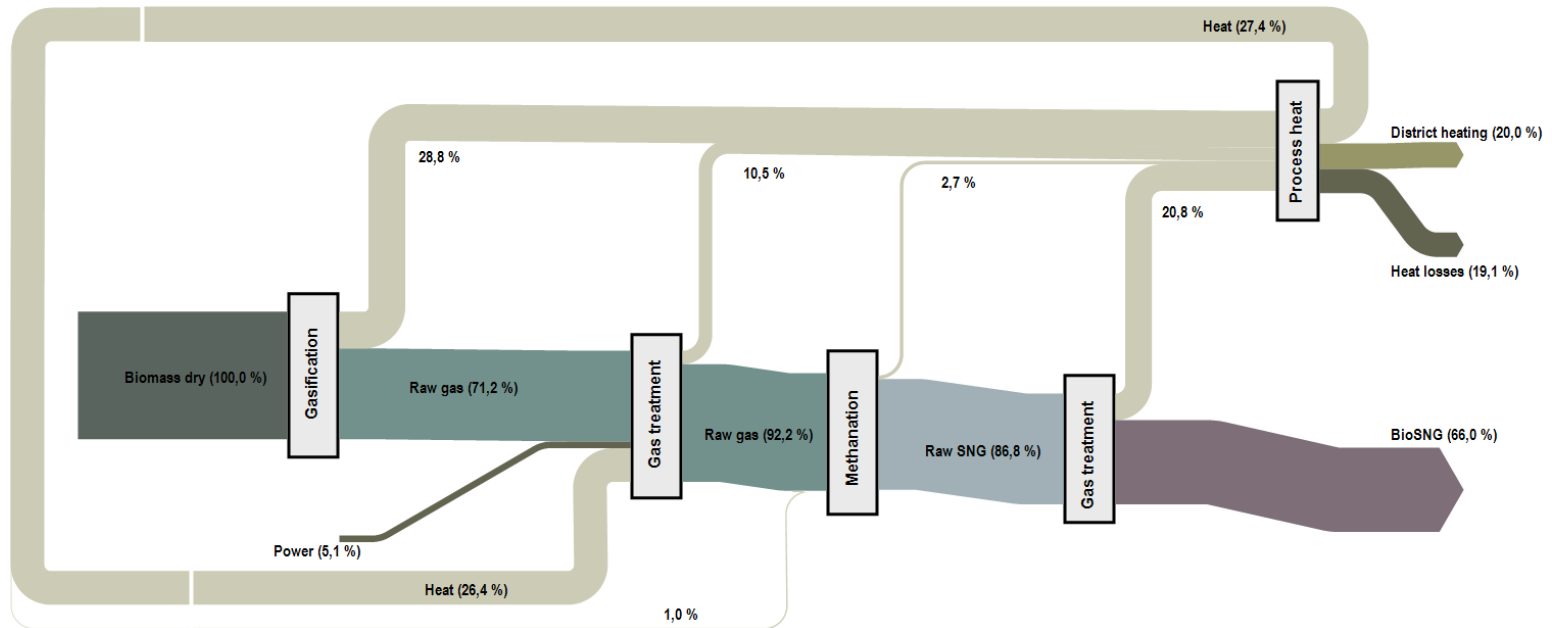 Heat (27,4 %)
District heating (20,0 %)
Process heat
28,8 %
10,5 %
2,7 %
20,8 %
Heat losses (19,1 %)
Biomass dry (100,0 %)
Gasification
Raw gas (71,2 %)
Gas treatment
Raw gas (92,2 %)
Methanation
Raw SNG (86,8 %)
Gas treatment
BioSNG (66,0 %)
Power (5,1 %)
Heat (26,4 %)
1,0 %